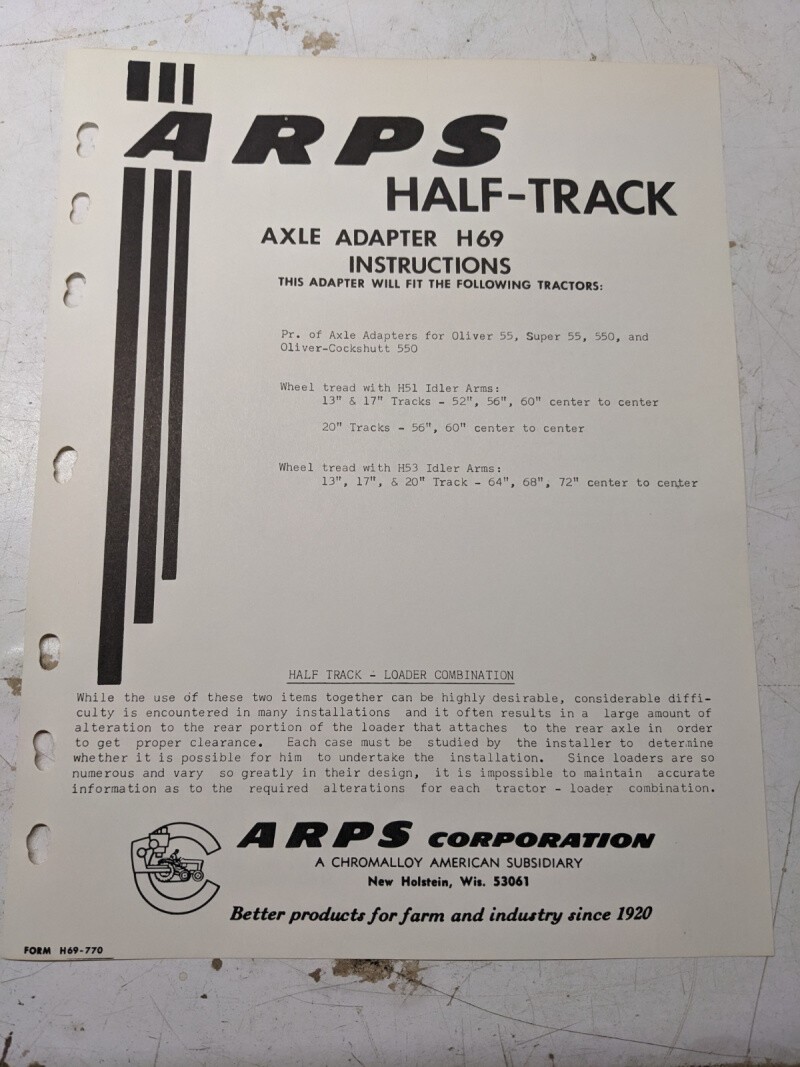 ARPS
HALF-TRACK
AXLE ADAPTER H69
INSTRUCTIONS
THIS ADAPTER WILL FIT THE FOLLOWING TRACTORS:
Pr. of Axle Adapters for Oliver 55, Super 55, 550, and
Oliver-Cockshutt 550
Wheel tread with H51 Idler Arms:
13" & 17" Tracks - 52", 56", 60" center to center
20" Tracks - 56", 60" center to center
Wheel tread with H53 Idler Arms:
13", 17", & 20" Track - 64", 68", 72" center to center
HALF TRACK - LOADER COMBINATION
While the use of these two items together can be highly desirable, considerable diffi-
culty is encountered in many installations and it often results in a large amount of
alteration to the rear portion of the loader that attaches to the rear axle in order
to get proper clearance. Each case must be studied by the installer to determine
whether it is possible for him to undertake the installation. Since loaders are so
numerous and vary so greatly in their design, it is impossible to maintain accurate
information as to the required alterations for each tractor - loader combination.
ARPS CORPORATION
A CHROMALLOY AMERICAN SUBSIDIARY
New Holstein, Wis. 53061
Better products for farm and industry since 1920
FORM H69-770